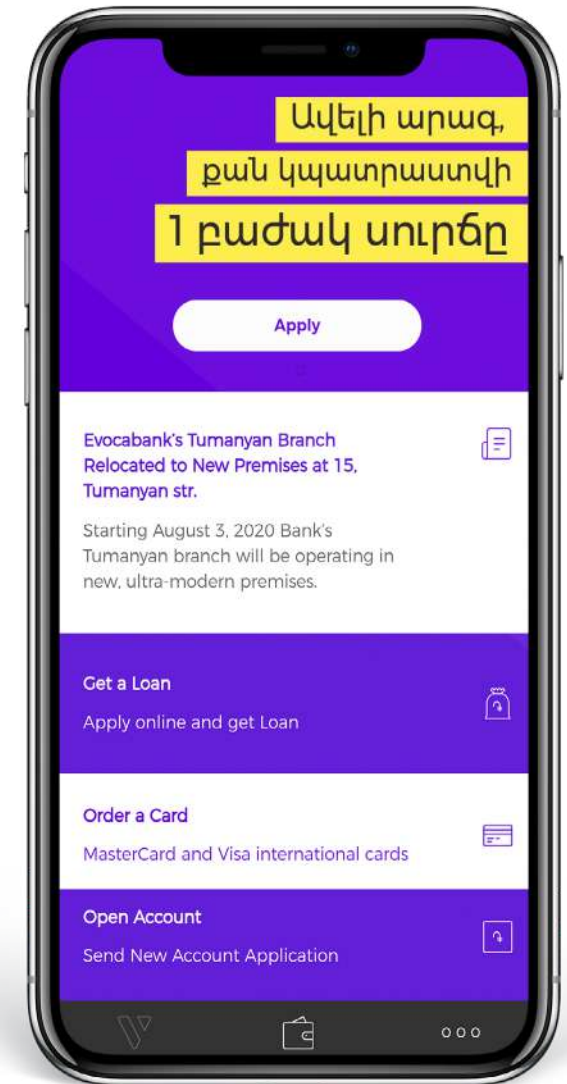 Ավելի արագ,
քան կպատրաստվի
1 բաժակ սուրճը
Apply
Evocabank's Tumanyan Branch
Relocated to New Premises at 15,
Tumanyan str.
Starting August 3, 2020 Bank's
Tumanyan branch will be operating in
new, ultra-modern premises.
Get a Loan
Apply online and get Loan
Order a Card
MasterCard and Visa international cards
Open Account
Send New Account Application